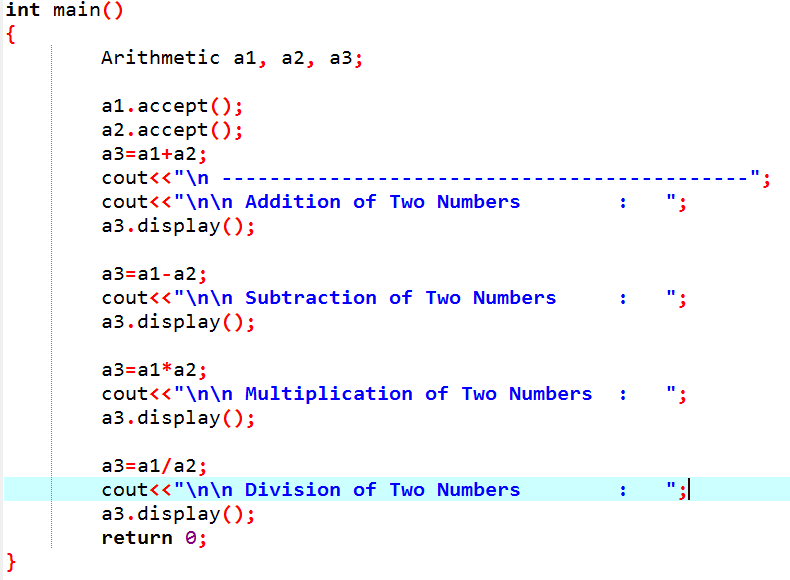 int main()
{
        Arithmetic a1, a2, a3;

        a1.accept();
        a2.accept();
        a3=a1+a2;
        cout<<"\n --------------------------------------------";
        cout<<"\n\n Addition of Two Numbers        :   ";
        a3.display();

        a3=a1-a2;
        cout<<"\n\n Subtraction of Two Numbers     :   ";
        a3.display();

        a3=a1*a2;
        cout<<"\n\n Multiplication of Two Numbers  :   ";
        a3.display();

        a3=a1/a2;
        cout<<"\n\n Division of Two Numbers        :   ";
        a3.display();
        return 0;
}